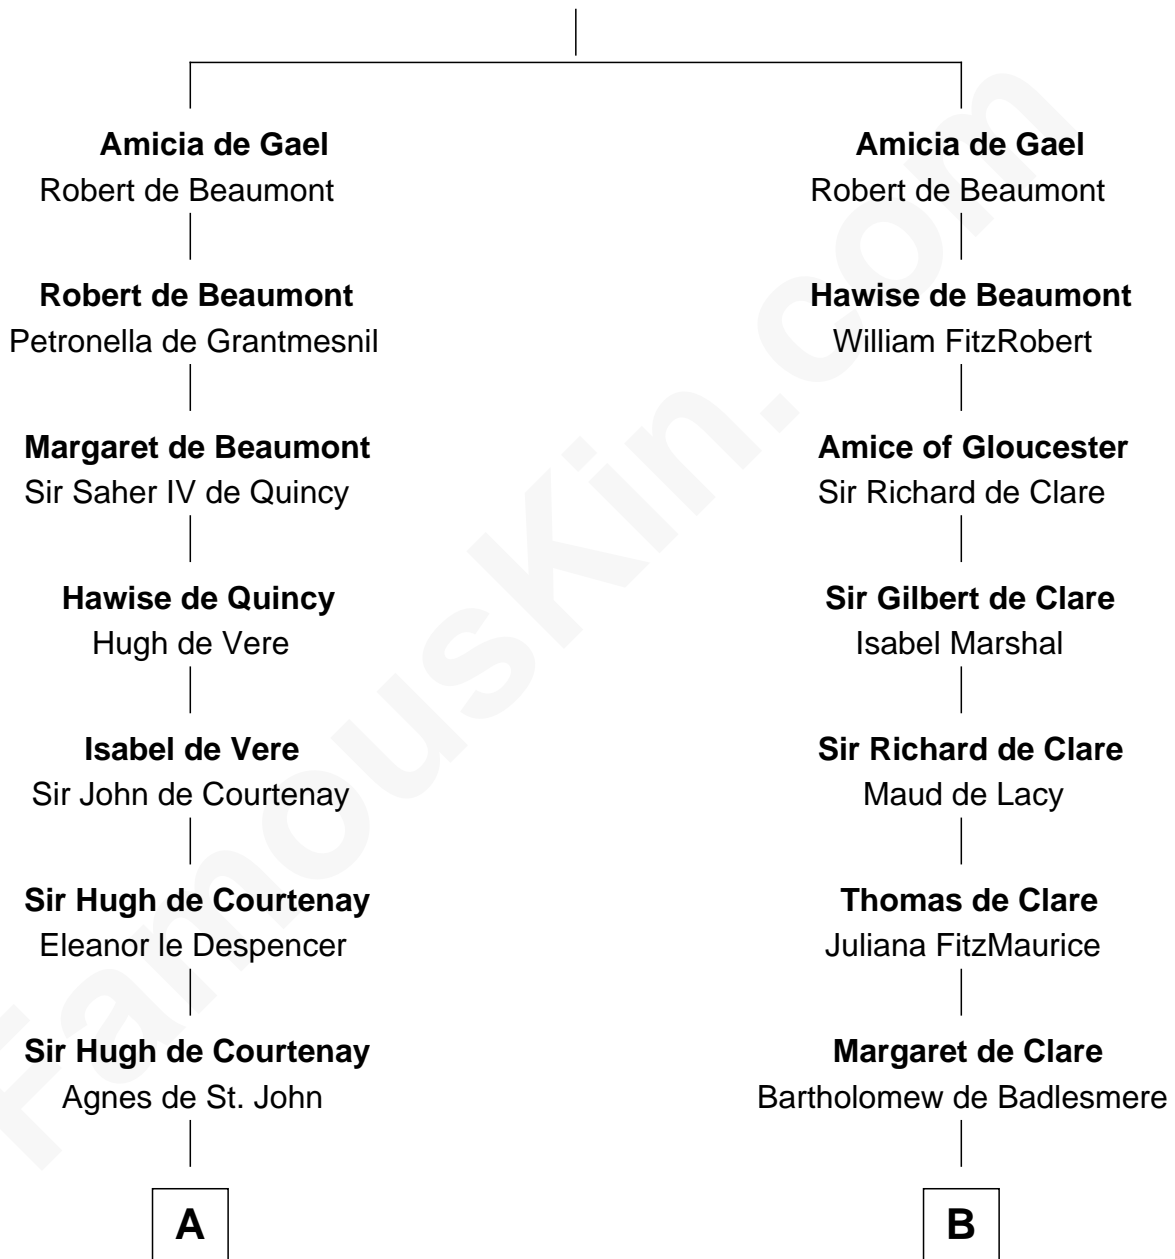 Amicia de Gael
Robert de Beaumont
Robert de Beaumont
Petronella de Grantmesnil
Margaret de Beaumont
Sir Saher IV de Quincy
Hawise de Quincy
Hugh de Vere
Isabel de Vere
Sir John de Courtenay
Sir Hugh de Courtenay
Eleanor le Despencer
Sir Hugh de Courtenay
Agnes de St. John
A
Amicia de Gael
Robert de Beaumont
Hawise de Beaumont
William FitzRobert
Amice of Gloucester
Sir Richard de Clare
Sir Gilbert de Clare
Isabel Marshal
Sir Richard de Clare
Maud de Lacy
Thomas de Clare
Juliana FitzMaurice
Margaret de Clare
Bartholomew de Badlesmere
B
FamousKin.com